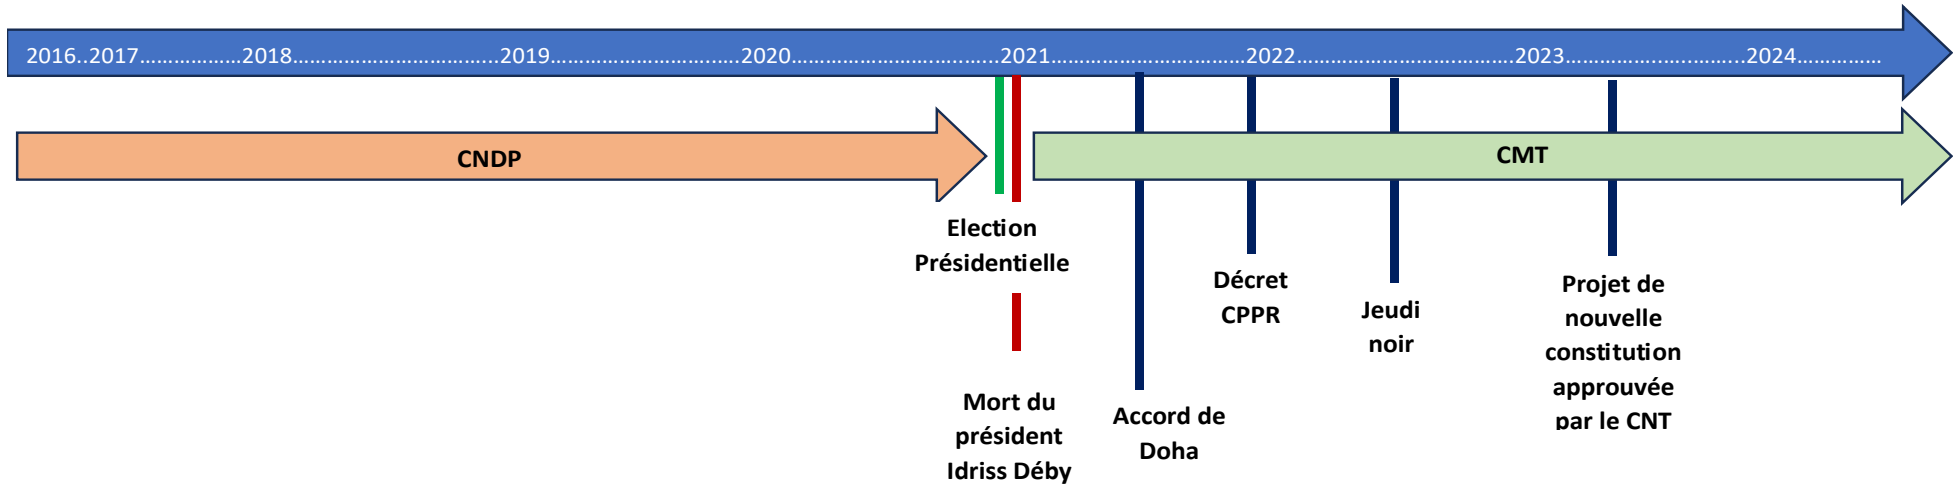 2016..2017………………2018……………………………...2019…………………………..…..2020………………………..…...2021……………………………2022……………………………….2023……………..…..……...2024……………
CNDP
CMT
Election
Présidentielle
Mort du
président
Idriss Déby
Accord de
Doha
Décret
CPPR
Jeudi
noir
Projet de
nouvelle
constitution
approuvée
par le CNT